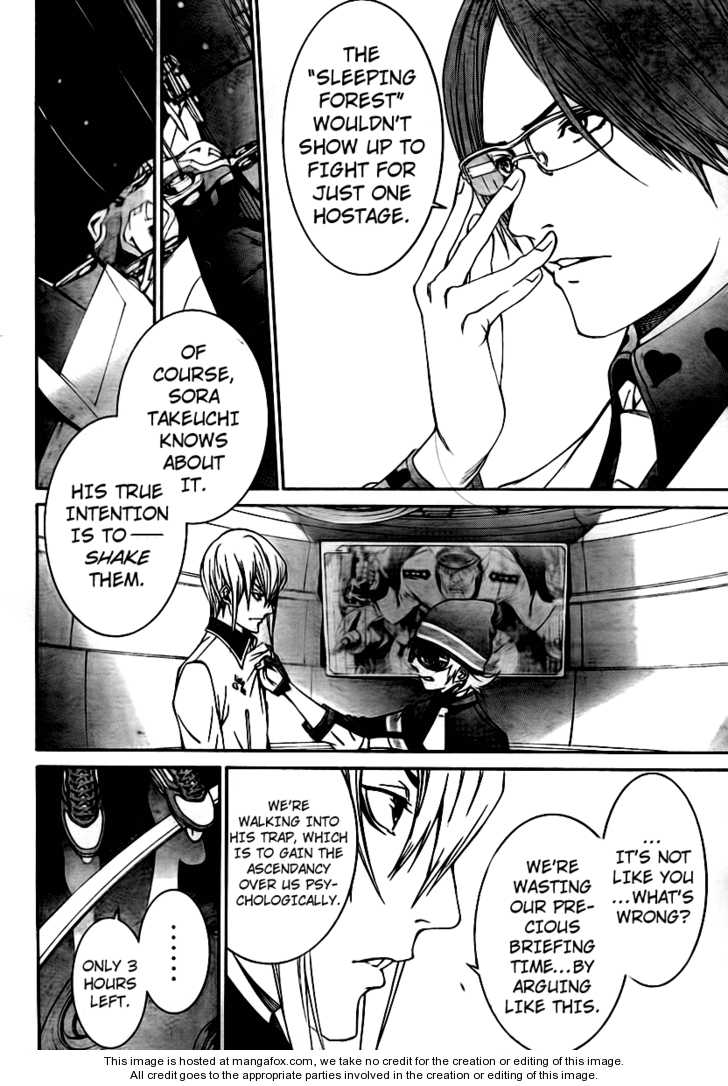 THE
"SLEEPING
FOREST"
WOULDN'T
SHOW UP TO
FIGHT FOR
JUST ONE
HOSTAGE.
OF
COURSE,
SORA
TAKEUCHI
KNOWS
ABOUT
IT.
HIS TRUE
INTENTION
IS TO —
SHAKE
THEM.
...
IT'S NOT
LIKE YOU
...WHAT'S
WRONG?
WE'RE
WASTING
OUR PRE-
CIOUS
BRIEFING
TIME...BY
ARGUING
LIKE THIS.
WE'RE
WALKING INTO
HIS TRAP, WHICH
IS TO GAIN THE
ASCENDANCY
OVER US PSY-
CHOLOGICALLY.
......
ONLY 3
HOURS
LEFT.
This image is hosted at mangafox.com, we take no credit for the creation or editing of this image.
All credit goes to the appropriate parties involved in the creation or editing of this image.